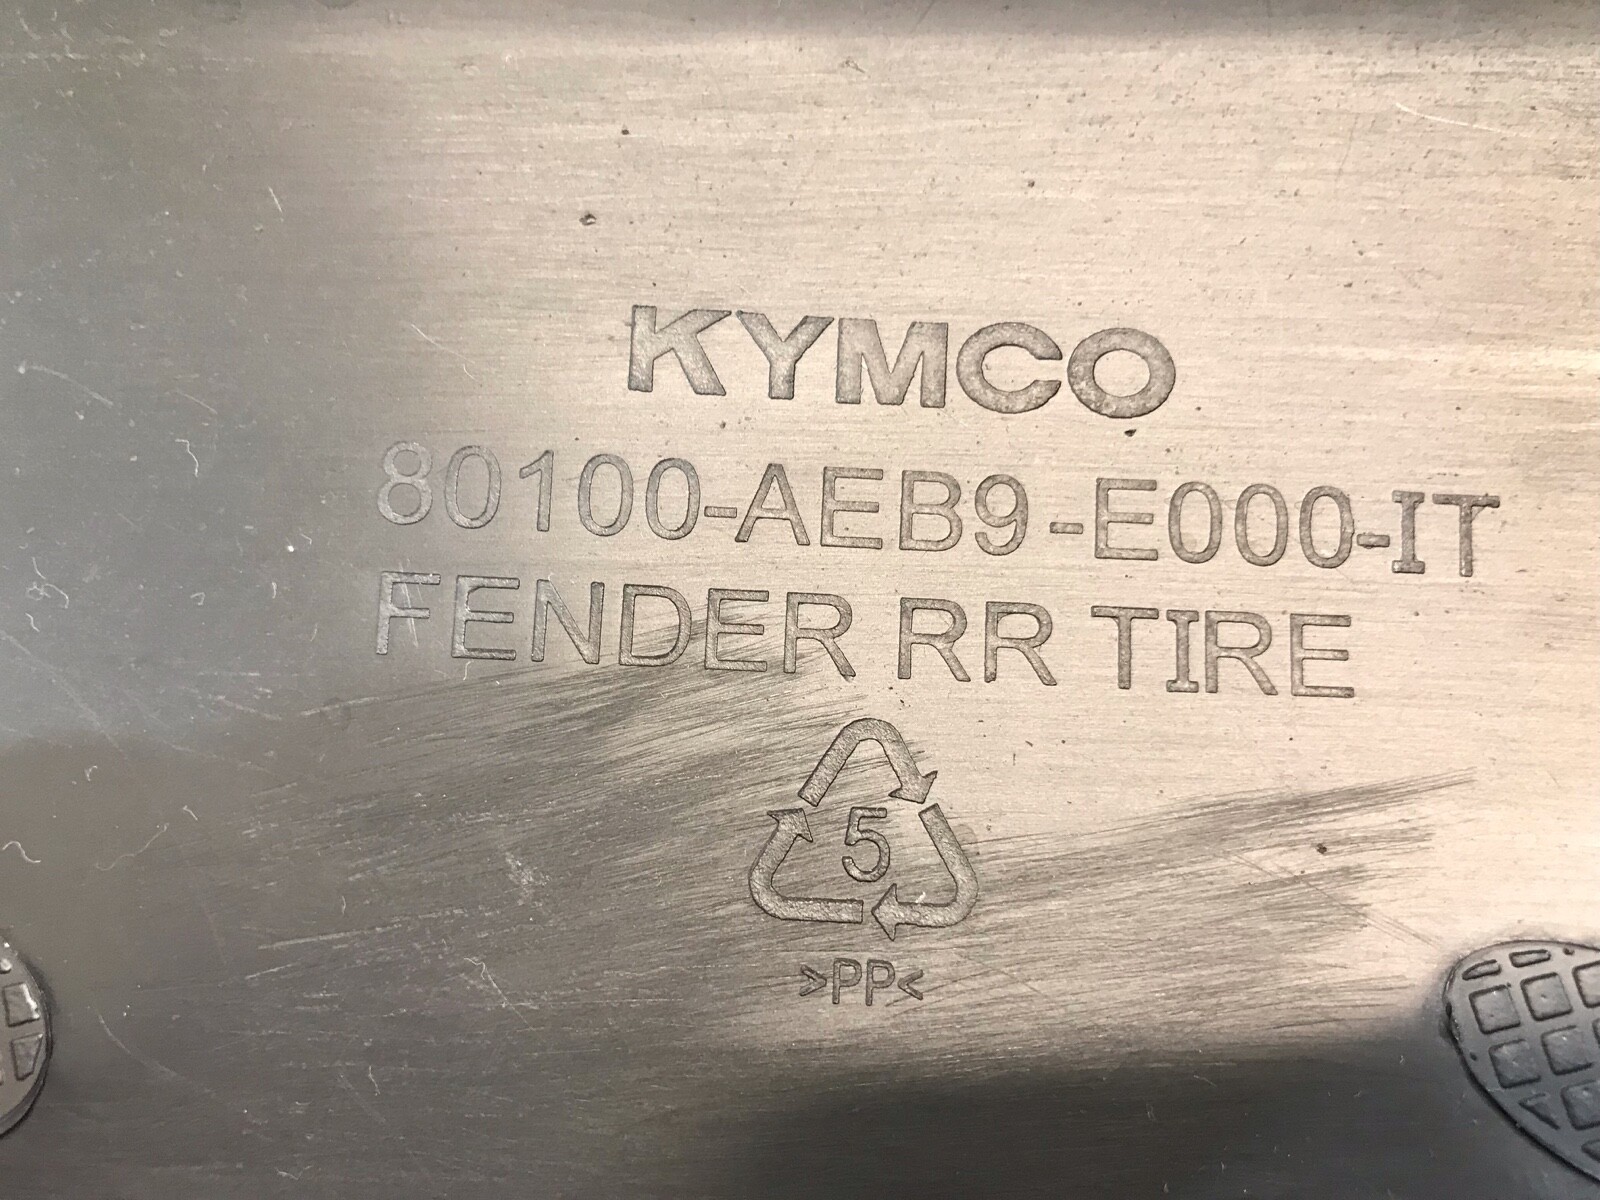 KYMCO
80100-AEB9-E000-IT
FENDER RR TIRE
5
>PP<